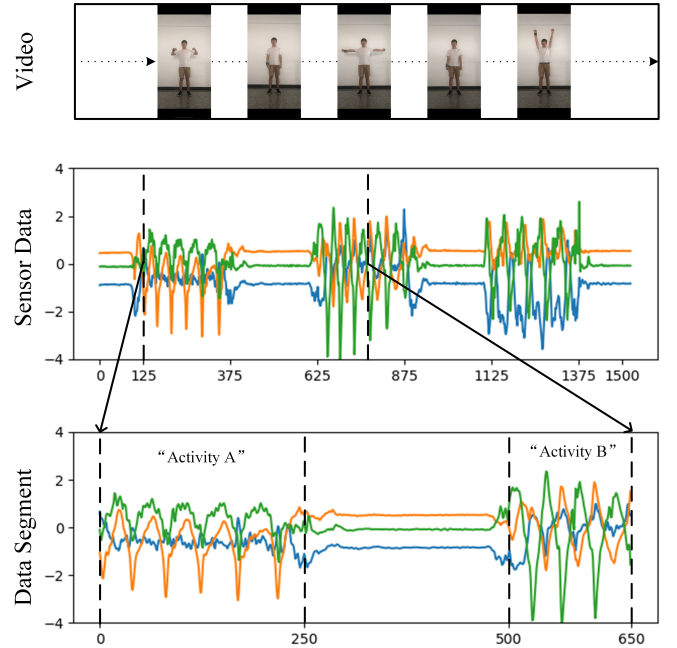 Video
Sensor Data
4
2
0
−2
−4
0 125 375 625 875 1125 1375 1500
Data Segment
4
2
0
−2
−4
“Activity A” “Activity B”
0 250 500 650